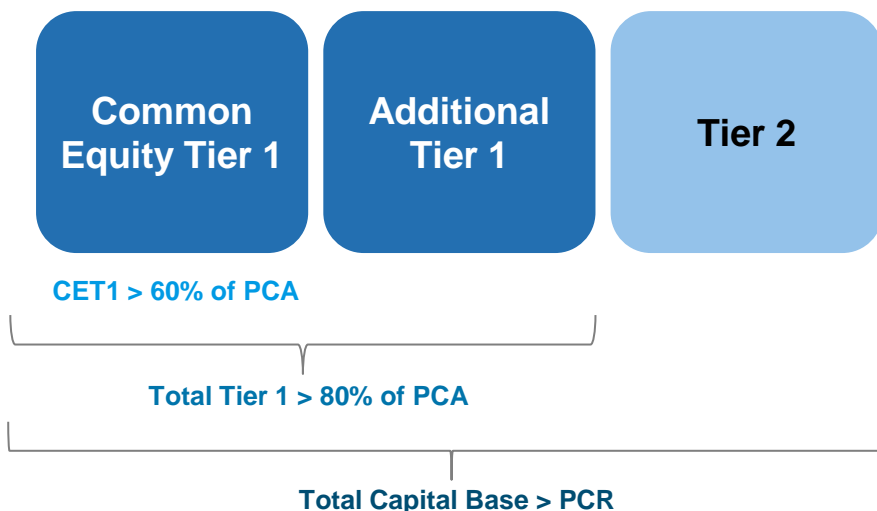 Common
Equity Tier 1
Additional
Tier 1
Tier 2
CET1 > 60% of PCA
Total Tier 1 > 80% of PCA
Total Capital Base > PCR